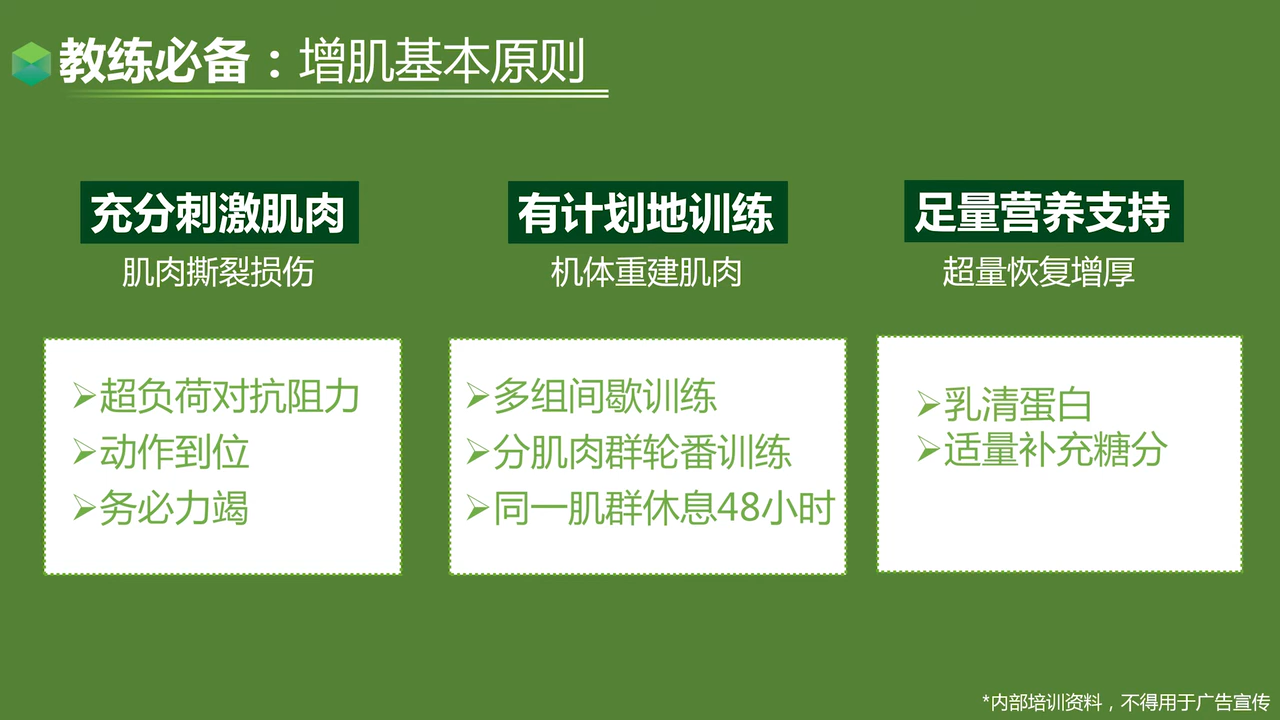 教练必备：增肌基本原则
充分刺激肌肉
肌肉撕裂损伤
➢超负荷对抗阻力
➢动作到位
➢务必力竭
有计划地训练
机体重建肌肉
➢多组间歇训练
➢分肌肉群轮番训练
➢同一肌群休息48小时
足量营养支持
超量恢复增厚
➢乳清蛋白
➢适量补充糖分
*内部培训资料，不得用于广告宣传